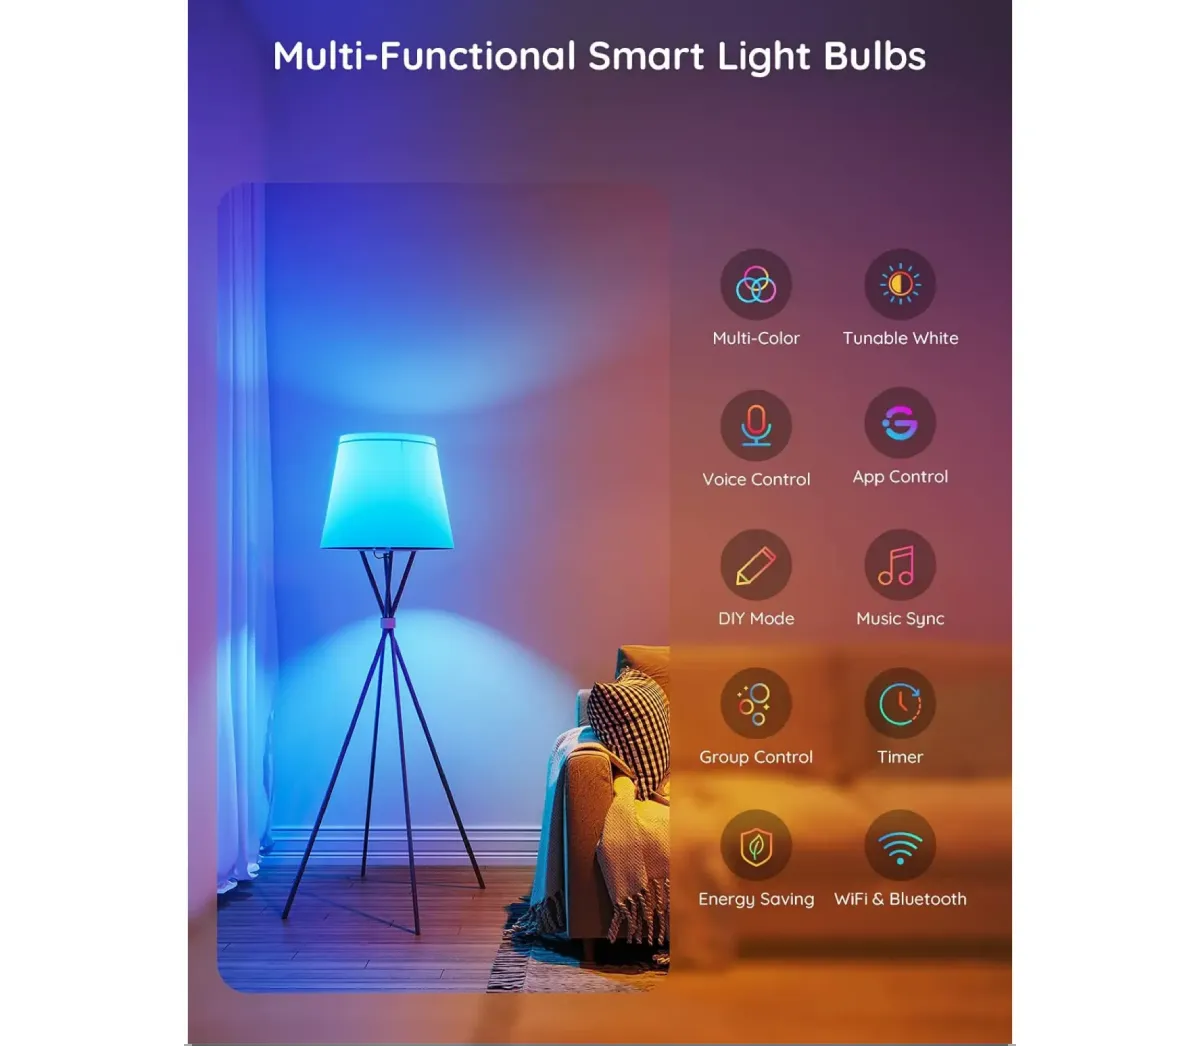 Multi-Functional Smart Light Bulbs
Multi-Color
Tunable White
Voice Control
App Control
DIY Mode
Music Sync
Group Control
Timer
Energy Saving
WiFi & Bluetooth